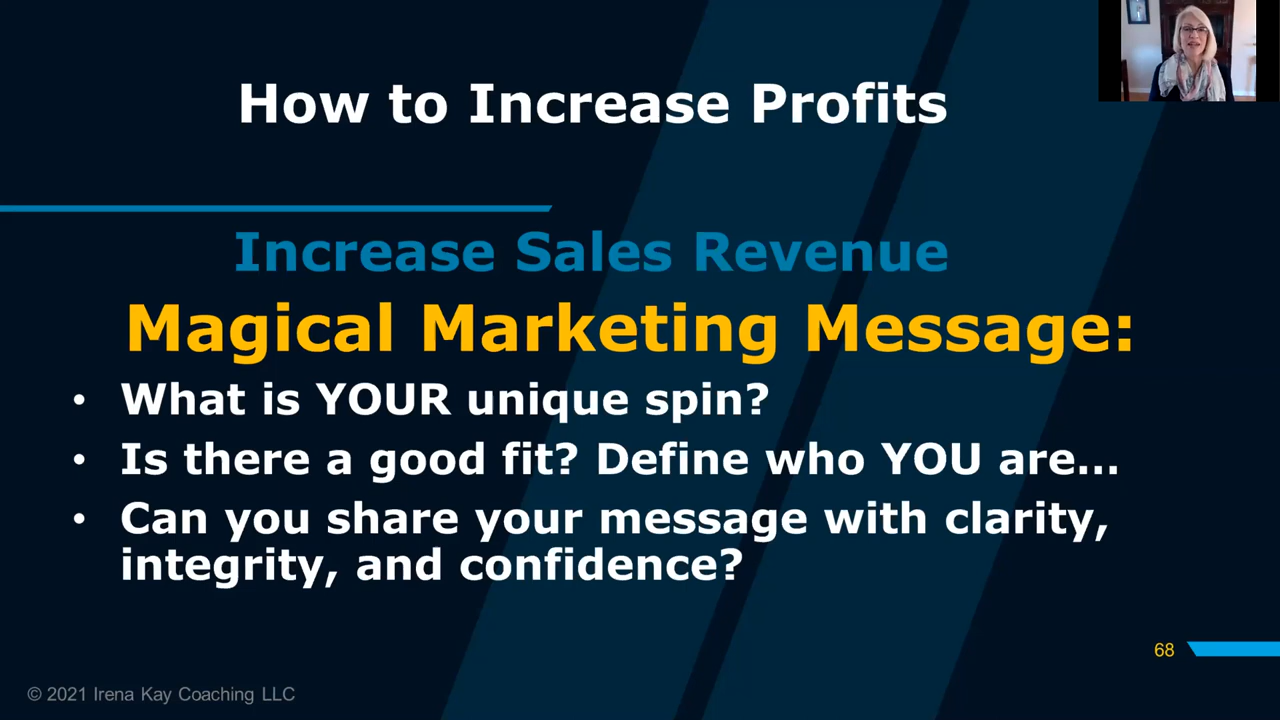 How to Increase Profits
Increase Sales Revenue
Magical Marketing Message:
• What is YOUR unique spin?
• Is there a good fit? Define who YOU are...
• Can you share your message with clarity,
integrity, and confidence?
68
© 2021 Irena Kay Coaching LLC